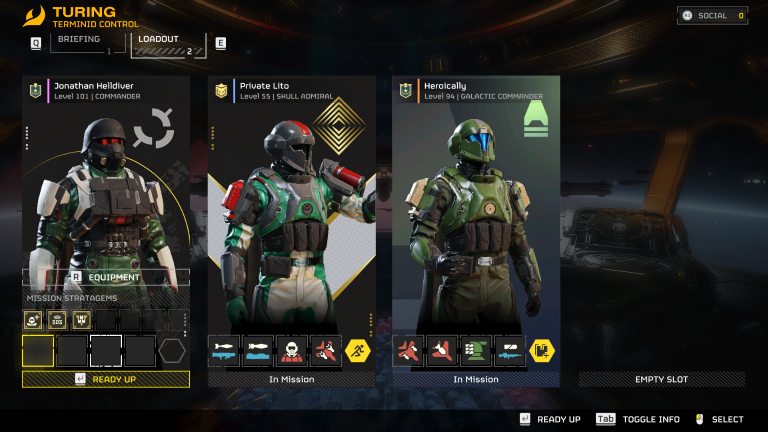 TURING
TERMINID CONTROL
SOCIAL 0
Q
BRIEFING
1
LOADOUT
2
E
Jonathan Helldiver
Level 101 | COMMANDER
R EQUIPMENT
MISSION STRATAGEMS
SOS
READY UP
Private Lito
Level 55 | SKULL ADMIRAL
In Mission
Heroically
Level 94 | GALACTIC COMMANDER
In Mission
EMPTY SLOT
READY UP
Tab TOGGLE INFO
SELECT